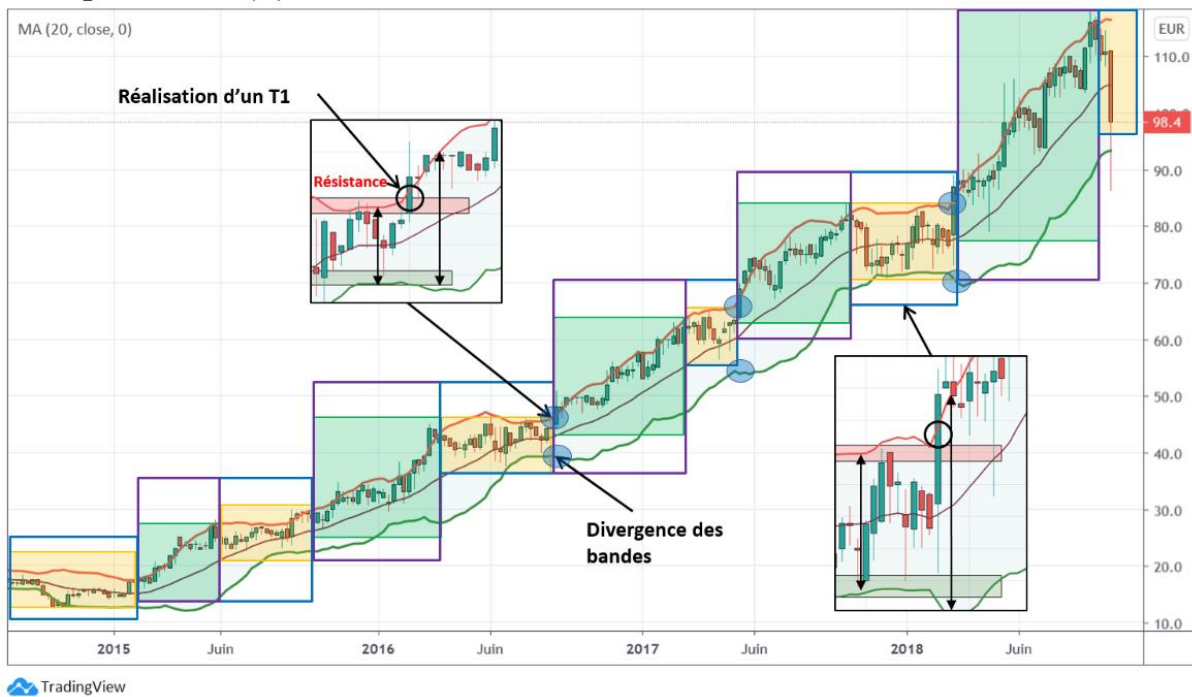 MA (20, close, 0)
EUR
Réalisation d'un T1
110.0
Résistance
98.4
90.0
80.0
70.0
60.0
50.0
40.0
Divergence des
bandes
30.0
20.0
10.0
2015
Juin
2016
Juin
2017
Juin
2018
Juin
TradingView